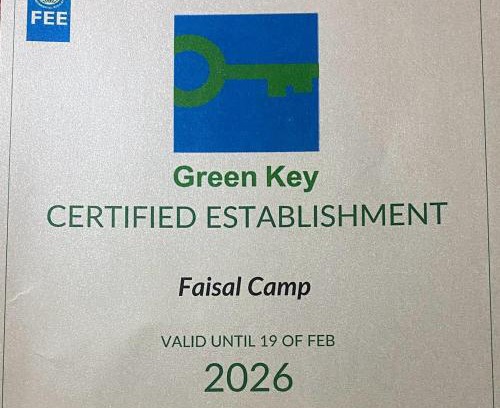 FEE
Green Key
CERTIFIED ESTABLISHMENT
Faisal Camp
VALID UNTIL 19 OF FEB
2026